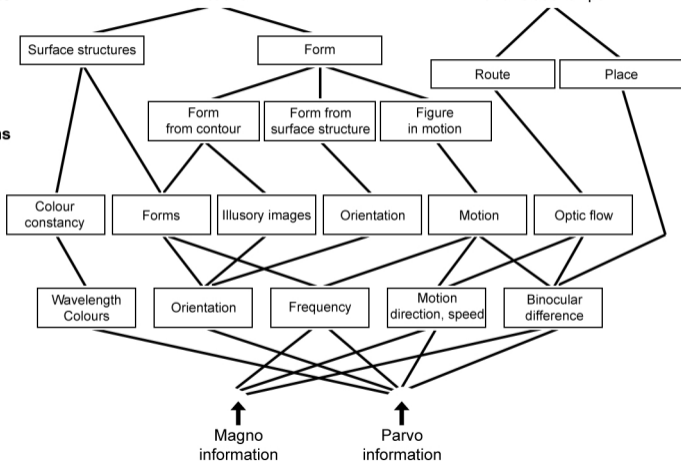 Surface structures
Form
Route
Place
Form
from contour
Form from
surface structure
Figure
in motion
Colour
constancy
Forms
Illusory images
Orientation
Motion
Optic flow
Wavelength
Colours
Orientation
Frequency
Motion
direction, speed
Binocular
difference
Magno
information
Parvo
information